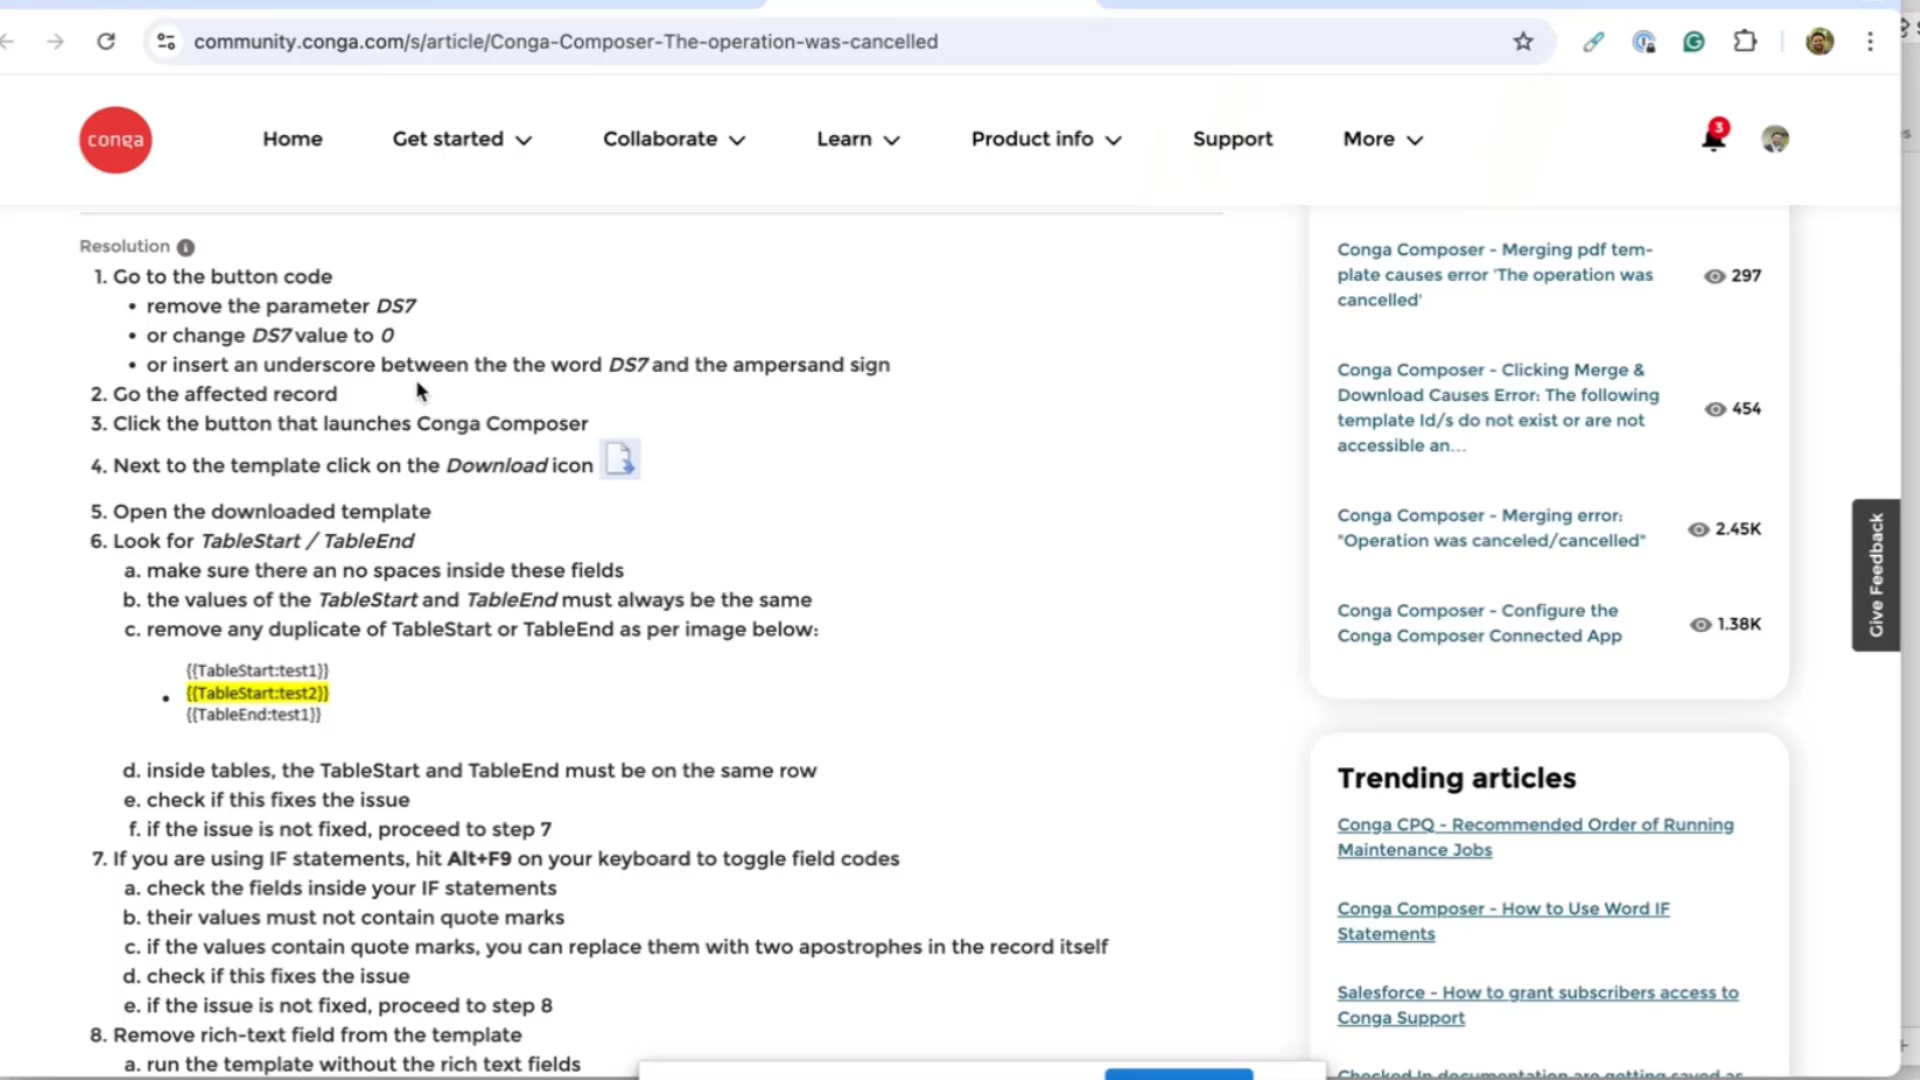 community.conga.com/s/article/Conga-Composer-The-operation-was-cancelled
conga
Home
Get started
Collaborate
Learn
Product info
Support
More
3
Resolution
1. Go to the button code
• remove the parameter DS7
• or change DS7 value to 0
• or insert an underscore between the the word DS7 and the ampersand sign
2. Go the affected record
3. Click the button that launches Conga Composer
4. Next to the template click on the Download icon
5. Open the downloaded template
6. Look for TableStart / TableEnd
a. make sure there an no spaces inside these fields
b. the values of the TableStart and TableEnd must always be the same
c. remove any duplicate of TableStart or TableEnd as per image below:
{{TableStart:test1}}
• {{TableStart:test2}}
{{TableEnd:test1}}
d. inside tables, the TableStart and TableEnd must be on the same row
e. check if this fixes the issue
f. if the issue is not fixed, proceed to step 7
7. If you are using IF statements, hit Alt+F9 on your keyboard to toggle field codes
a. check the fields inside your IF statements
b. their values must not contain quote marks
c. if the values contain quote marks, you can replace them with two apostrophes in the record itself
d. check if this fixes the issue
e. if the issue is not fixed, proceed to step 8
8. Remove rich-text field from the template
a. run the template without the rich text fields
Conga Composer - Merging pdf tem-
plate causes error 'The operation was
cancelled'
297
Conga Composer - Clicking Merge &
Download Causes Error: The following
template Id/s do not exist or are not
accessible an...
454
Conga Composer - Merging error:
"Operation was canceled/cancelled"
2.45K
Conga Composer - Configure the
Conga Composer Connected App
1.38K
Give Feedback
Trending articles
Conga CPQ - Recommended Order of Running
Maintenance Jobs
Conga Composer - How to Use Word IF
Statements
Salesforce - How to grant subscribers access to
Conga Support
Checked In documentation are getting saved as